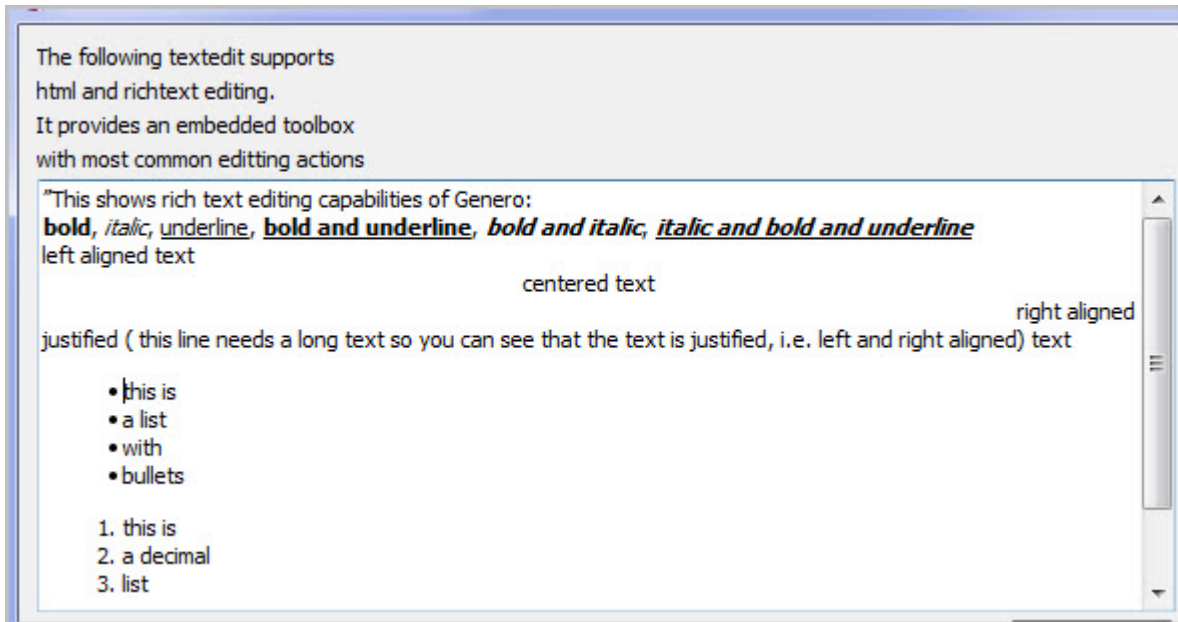 The following textedit supports
html and richtext editing.
It provides an embedded toolbox
with most common editting actions
"This shows rich text editing capabilities of Genero:
bold, italic, underline, bold and underline, bold and italic, italic and bold and underline
left aligned text
centered text
right aligned
justified ( this line needs a long text so you can see that the text is justified, i.e. left and right aligned) text
• this is
• a list
• with
• bullets
1. this is
2. a decimal
3. list